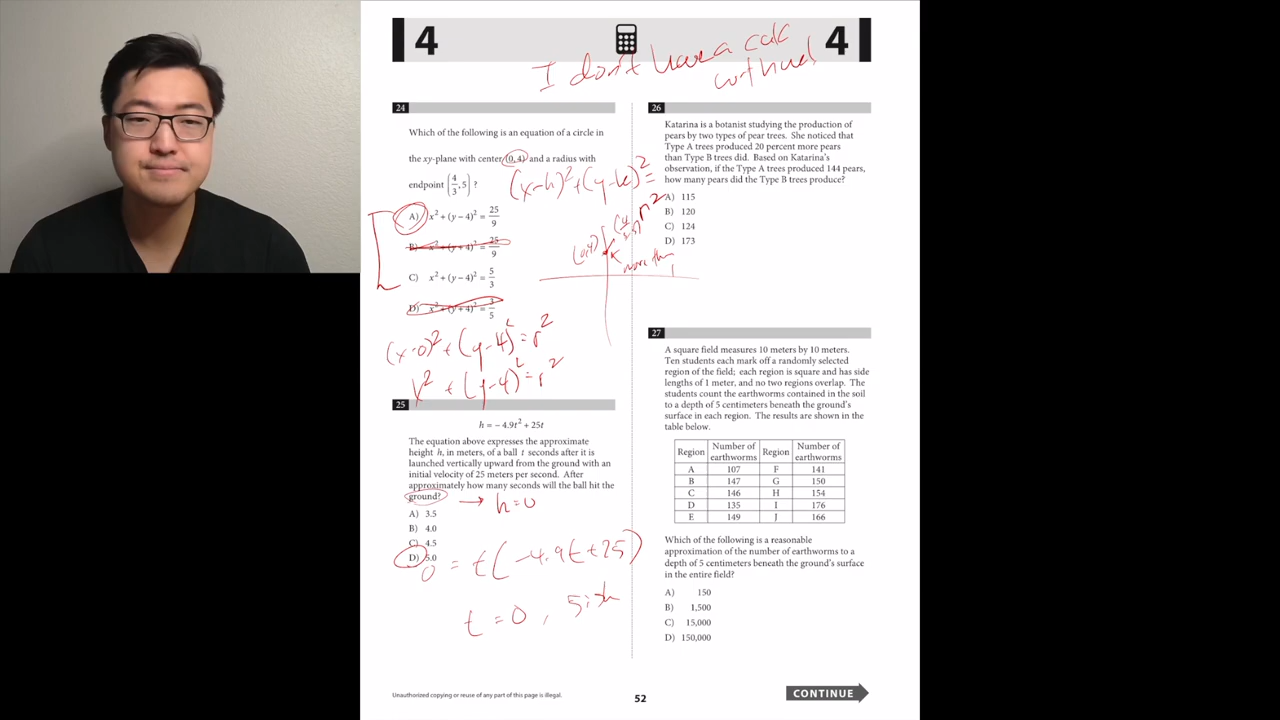 4
4
I don't have a calc
with me
24
Which of the following is an equation of a circle in
the xy-plane with center (0, 4) and a radius with
endpoint (4/3, 5) ?
A) x² + (y − 4)² = 25/9
B) x² + (y + 4)² = 25/9
C) x² + (y − 4)² = 5/3
D) x² + (y + 4)² = 3/5
(x-h)²+(y-k)²=
r²
(0,4)
more than
1
(x-0)²+(y-4)²=r²
x²+(y-4)²=r²
25
h = −4.9t² + 25t
The equation above expresses the approximate
height h, in meters, of a ball t seconds after it is
launched vertically upward from the ground with an
initial velocity of 25 meters per second. After
approximately how many seconds will the ball hit the
ground?
→ h=0
A) 3.5
B) 4.0
C) 4.5
D) 5.0
0 = t(-4.9t+25)
t = 0, 5ish
26
Katarina is a botanist studying the production of
pears by two types of pear trees. She noticed that
Type A trees produced 20 percent more pears
than Type B trees did. Based on Katarina's
observation, if the Type A trees produced 144 pears,
how many pears did the Type B trees produce?
A) 115
B) 120
C) 124
D) 173
27
A square field measures 10 meters by 10 meters.
Ten students each mark off a randomly selected
region of the field; each region is square and has side
lengths of 1 meter, and no two regions overlap. The
students count the earthworms contained in the soil
to a depth of 5 centimeters beneath the ground's
surface in each region. The results are shown in the
table below.
Region Number of earthworms Region Number of earthworms
A 107 F 141
B 147 G 150
C 146 H 154
D 135 I 176
E 149 J 166
Which of the following is a reasonable
approximation of the number of earthworms to a
depth of 5 centimeters beneath the ground's surface
in the entire field?
A) 150
B) 1,500
C) 15,000
D) 150,000
Unauthorized copying or reuse of any part of this page is illegal.
52
CONTINUE